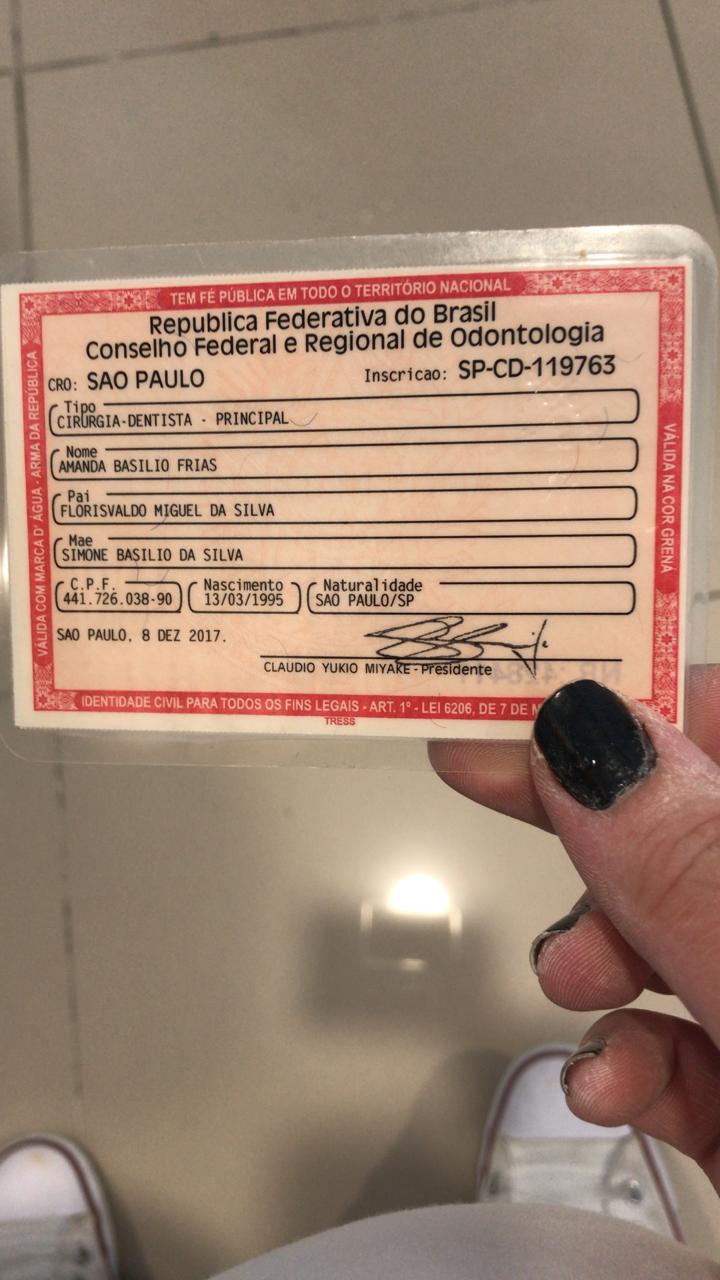 TEM FÉ PÚBLICA EM TODO O TERRITÓRIO NACIONAL
Republica Federativa do Brasil
Conselho Federal e Regional de Odontologia
CRO: SAO PAULO Inscricao: SP-CD-119763
Tipo
CIRURGIA-DENTISTA - PRINCIPAL
Nome
AMANDA BASILIO FRIAS
Pai
FLORISVALDO MIGUEL DA SILVA
Mae
SIMONE BASILIO DA SILVA
C.P.F. Nascimento Naturalidade
441.726.038-90 13/03/1995 SAO PAULO/SP
SAO PAULO, 8 DEZ 2017.
CLAUDIO YUKIO MIYAKE - Presidente
IDENTIDADE CIVIL PARA TODOS OS FINS LEGAIS - ART. 1º - LEI 6206, DE 7 DE
TRESS
VÁLIDA COM MARCA D' ÁGUA - ARMA DA REPÚBLICA
VÁLIDA NA COR GRENÁ